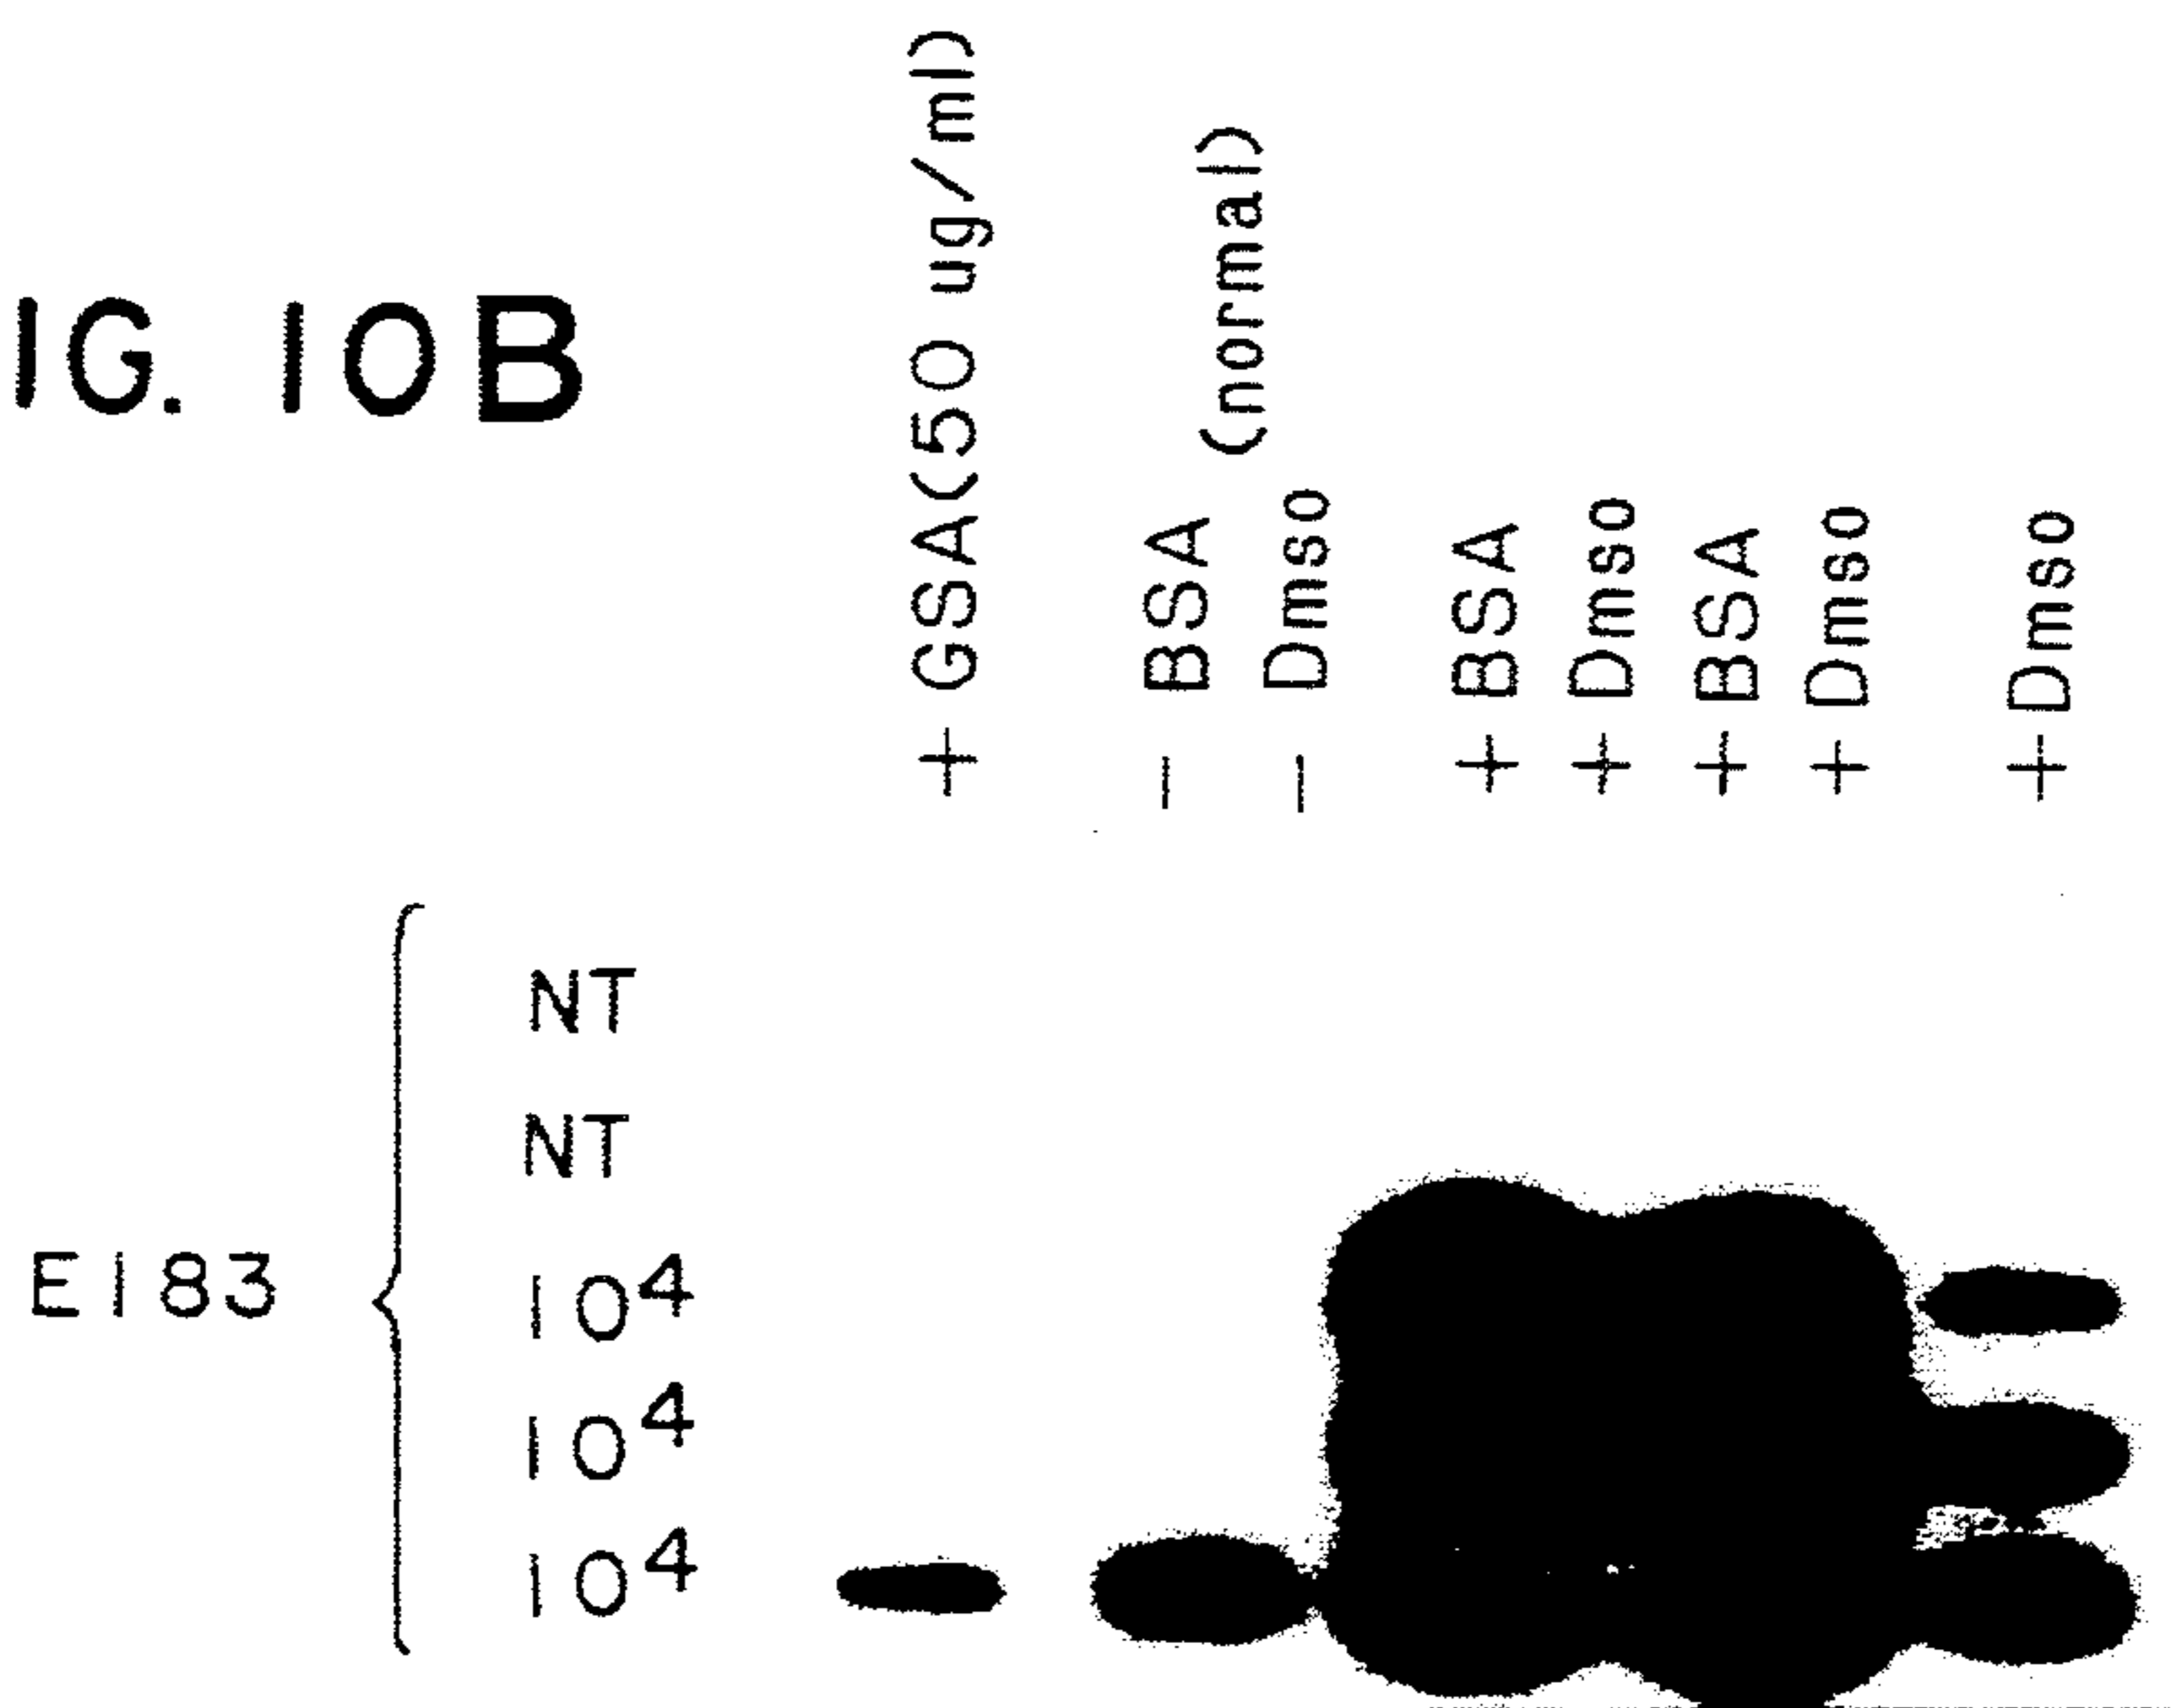 IG. 10B
+ GSA(50 ug/ml)
- BSA
- Dmso
(normal)
+ BSA
+ Dmso
+ BSA
+ Dmso
+ Dmso
E183
NT
NT
10⁴
10⁴
10⁴